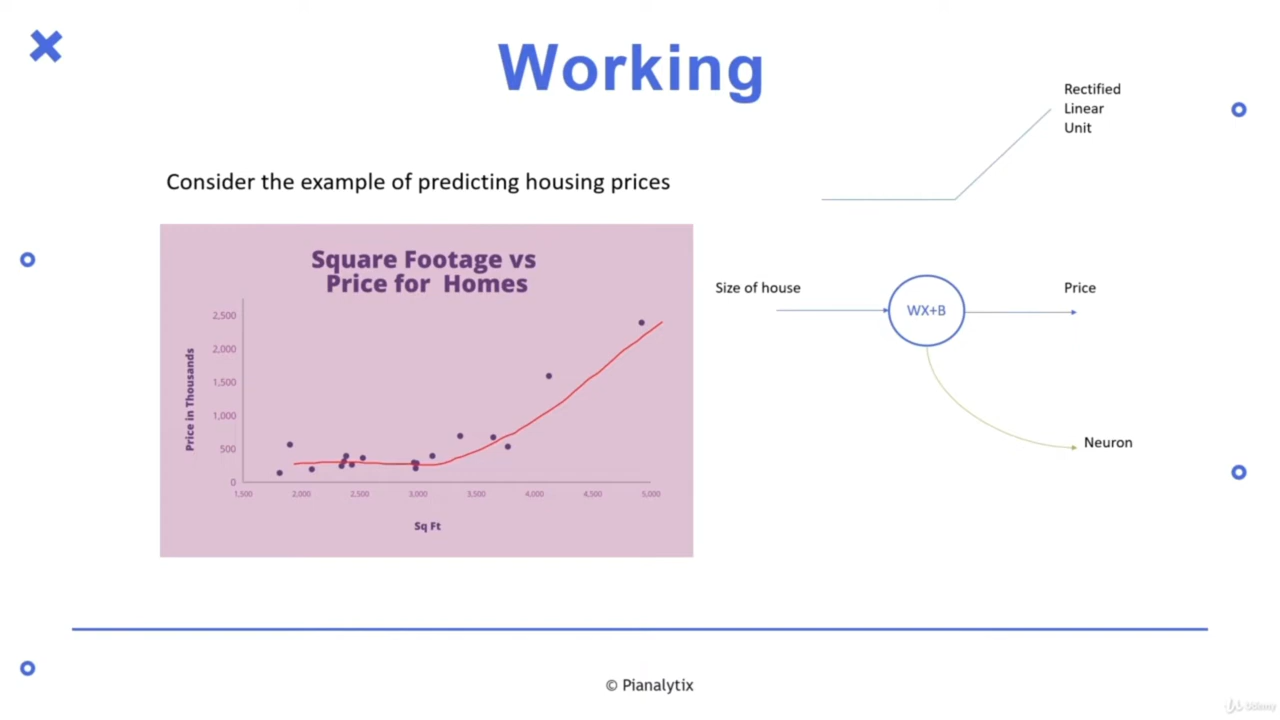 Working
Rectified
Linear
Unit
Consider the example of predicting housing prices
Square Footage vs
Price for Homes
Price in Thousands
2,500
2,000
1,500
1,000
500
0
1,500
2,000
2,500
3,000
3,500
4,000
4,500
5,000
Sq Ft
Size of house
WX+B
Price
Neuron
© Pianalytix
Udemy